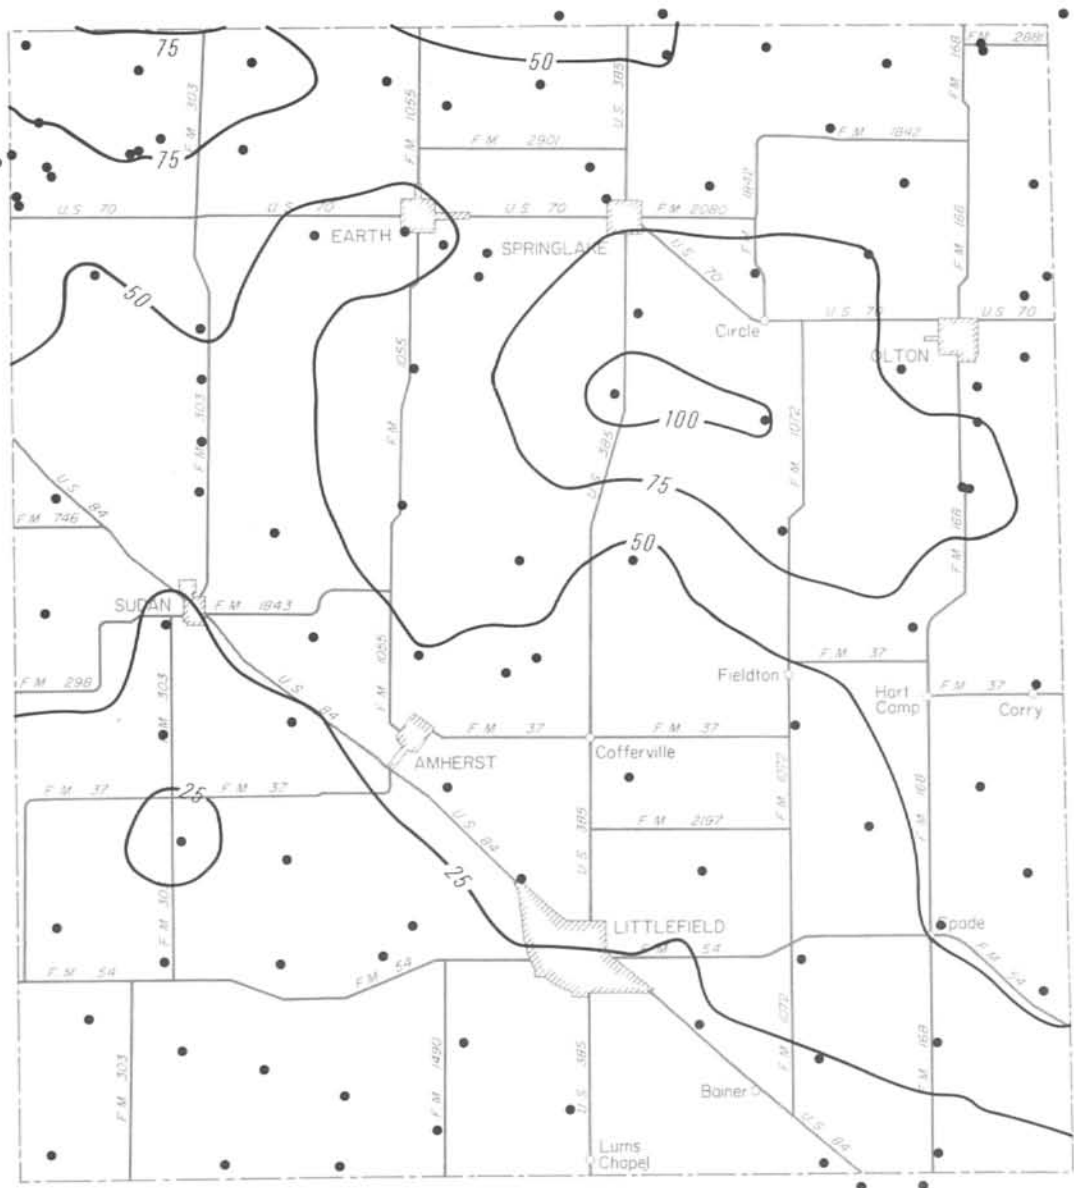 75
50
F M 2881
F. M 303
F. M 1055
U. S. 385
F M 168
F. M 1842
F M 2901
75
1842
F M
U. S. 70
U. S. 70
U. S. 70
F M 2080
F M 168
EARTH
SPRINGLAKE
U. S. 70
50
U. S. 70
U. S. 70
Circle
OLTON
1055
F. M
F. M 303
100
F. M 1072
U. S. 385
U. S. 84
75
F M 746
F. M 168
50
SUDAN
F. M 1843
F. M 1055
F. M 37
Fieldton
F M 298
F. M 303
U. S. 84
Hart
Camp
F. M 37
Corry
F. M 37
F. M 37
Cofferville
AMHERST
F. M 1072
F. M 168
F M 37
F M 37
25
U. S. 84
F. M 2197
U. S. 385
25
F. M 303
LITTLEFIELD
Spade
F. M 54
F. M 54
F. M 54
F. M 54
F. M 1072
F. M 303
F. M 1490
U. S. 385
F. M 168
Bainer
U. S. 84
Lums
Chapel